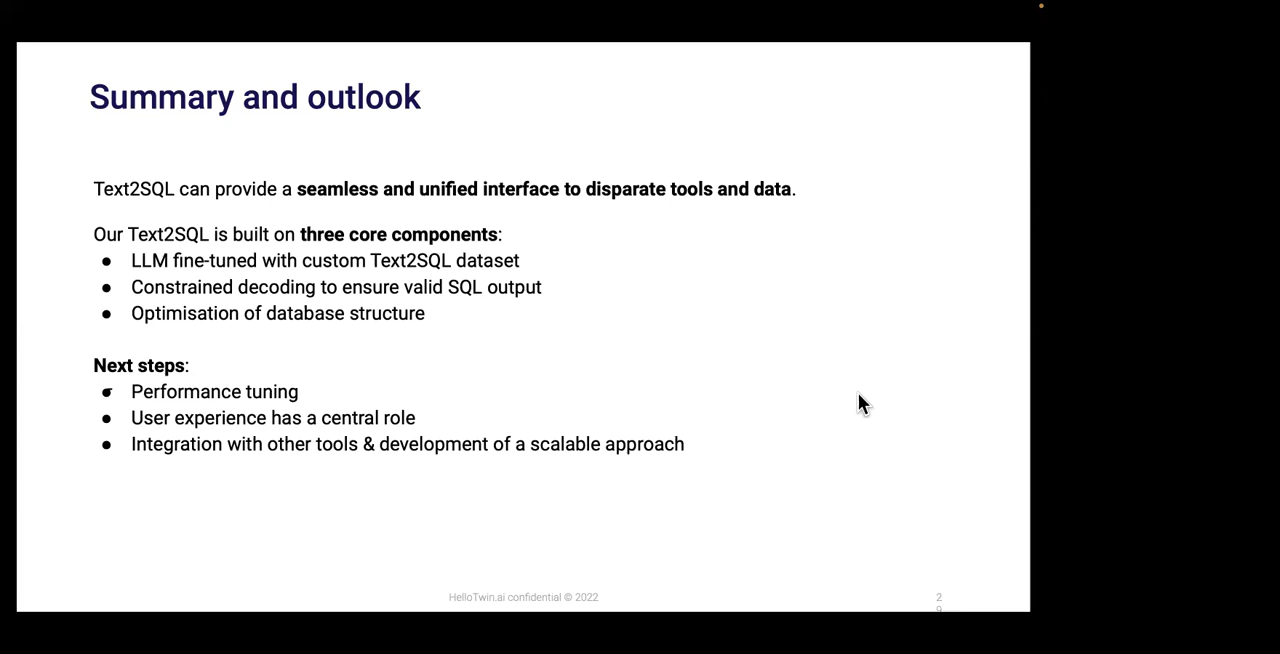 Summary and outlook
Text2SQL can provide a seamless and unified interface to disparate tools and data.
Our Text2SQL is built on three core components:
● LLM fine-tuned with custom Text2SQL dataset
● Constrained decoding to ensure valid SQL output
● Optimisation of database structure
Next steps:
● Performance tuning
● User experience has a central role
● Integration with other tools & development of a scalable approach
HelloTwin.ai confidential © 2022
2
9